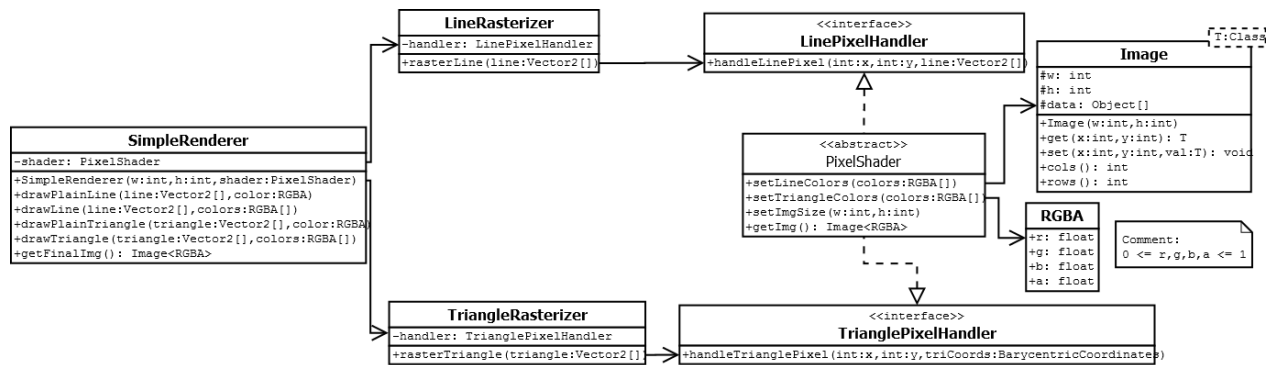 LineRasterizer
-handler: LinePixelHandler
+rasterLine(line:Vector2[])
<<interface>>
LinePixelHandler
+handleLinePixel(int:x,int:y,line:Vector2[])
T:Class
Image
#w: int
#h: int
#data: Object[]
+Image(w:int,h:int)
+get(x:int,y:int): T
+set(x:int,y:int,val:T): void
+cols(): int
+rows(): int
SimpleRenderer
-shader: PixelShader
+SimpleRenderer(w:int,h:int,shader:PixelShader)
+drawPlainLine(line:Vector2[],color:RGBA)
+drawLine(line:Vector2[],colors:RGBA[])
+drawPlainTriangle(triangle:Vector2[],color:RGBA)
+drawTriangle(triangle:Vector2[],colors:RGBA[])
+getFinalImg(): Image<RGBA>
<<abstract>>
PixelShader
+setLineColors(colors:RGBA[])
+setTriangleColors(colors:RGBA[])
+setImgSize(w:int,h:int)
+getImg(): Image<RGBA>
RGBA
+r: float
+g: float
+b: float
+a: float
Comment:
0 <= r,g,b,a <= 1
TriangleRasterizer
-handler: TrianglePixelHandler
+rasterTriangle(triangle:Vector2[])
<<interface>>
TrianglePixelHandler
+handleTrianglePixel(int:x,int:y,triCoords:BarycentricCoordinates)